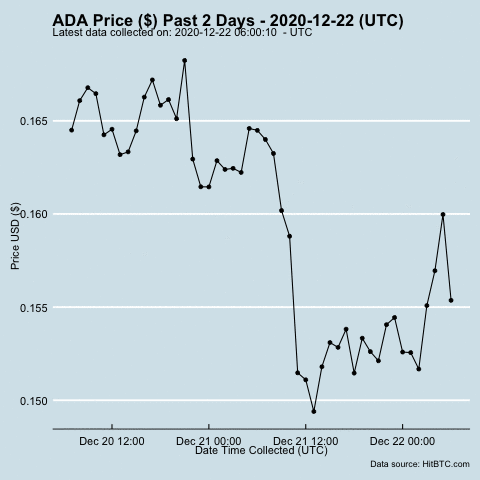 ADA Price ($) Past 2 Days - 2020-12-22 (UTC)
Latest data collected on: 2020-12-22 06:00:10 - UTC
0.165
0.160
0.155
0.150
Price USD ($)
Dec 20 12:00 Dec 21 00:00 Dec 21 12:00 Dec 22 00:00
Date Time Collected (UTC)
Data source: HitBTC.com